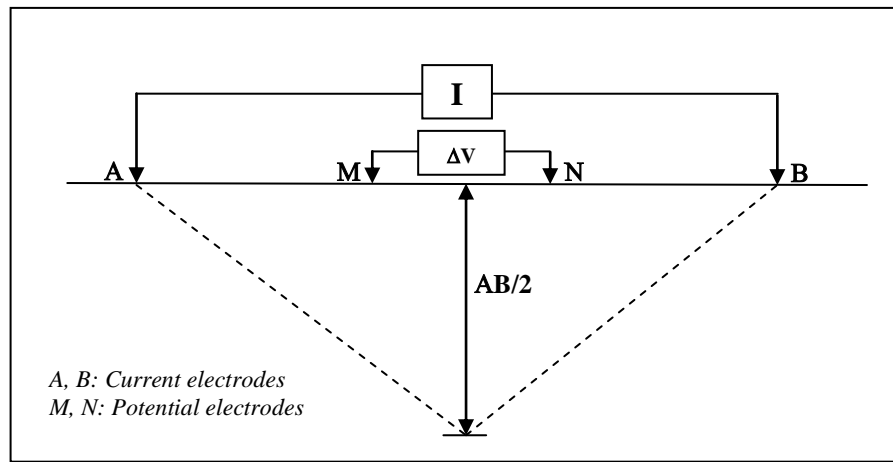 I
ΔV
A
M
N
B
AB/2
A, B: Current electrodes
M, N: Potential electrodes